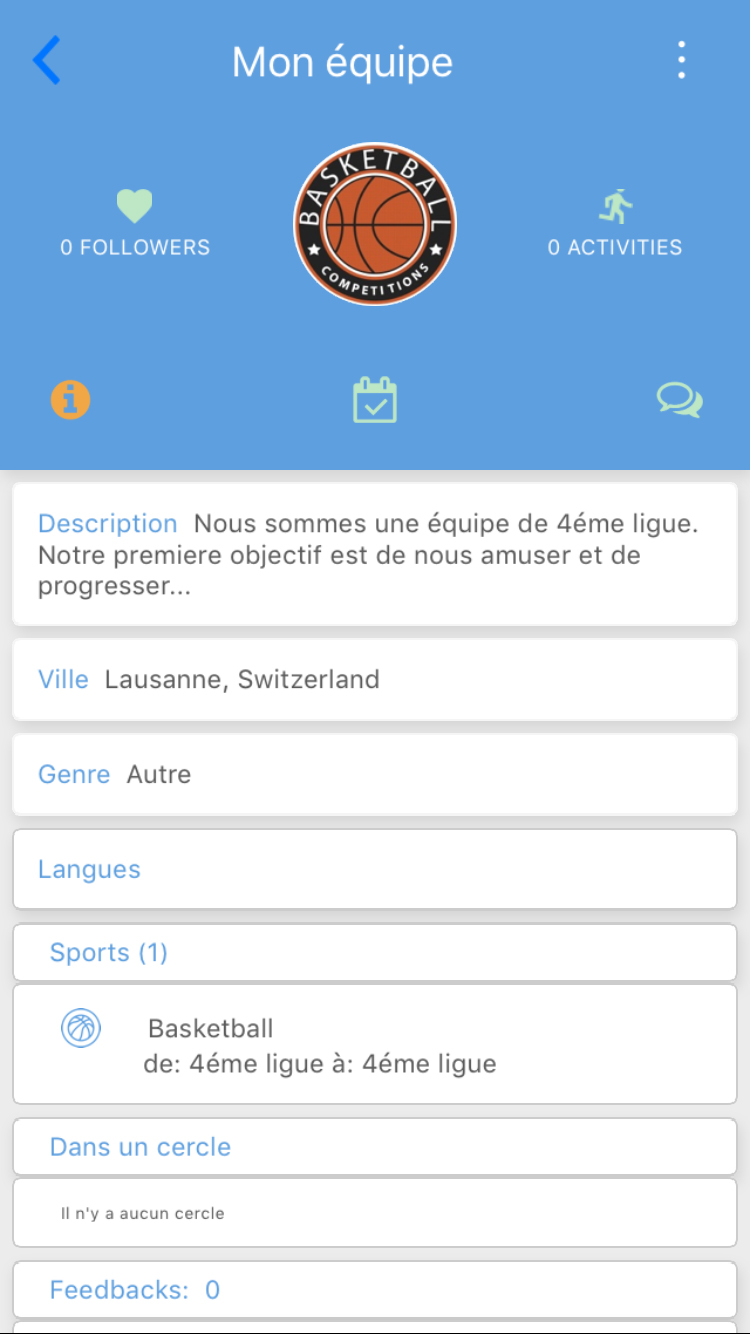 Mon équipe
BASKETBALL
COMPETITIONS
0 FOLLOWERS
0 ACTIVITIES
Description Nous sommes une équipe de 4éme ligue.
Notre premiere objectif est de nous amuser et de
progresser...
Ville Lausanne, Switzerland
Genre Autre
Langues
Sports (1)
Basketball
de: 4éme ligue à: 4éme ligue
Dans un cercle
Il n'y a aucun cercle
Feedbacks: 0